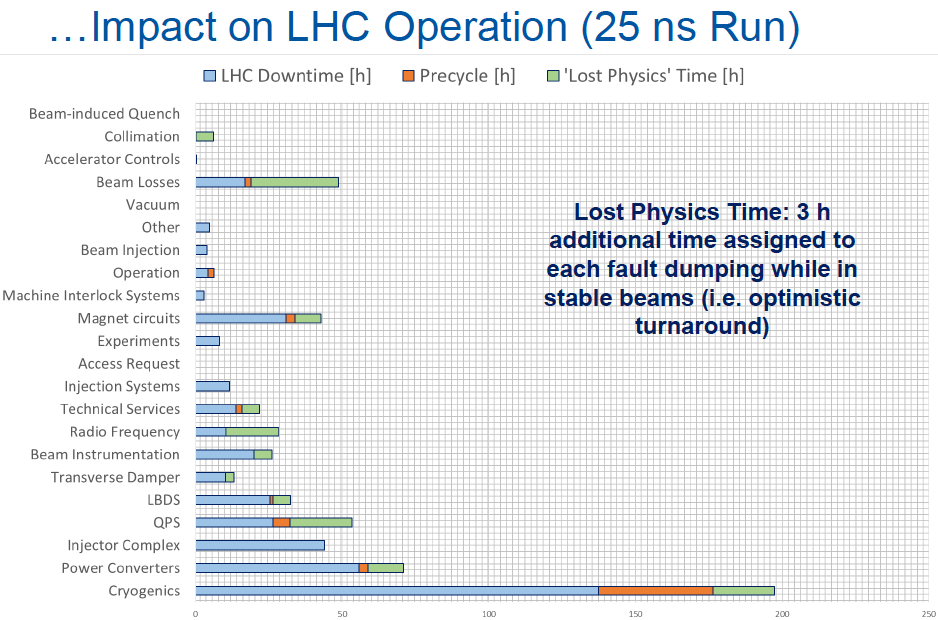 ...Impact on LHC Operation (25 ns Run)
LHC Downtime [h] Precycle [h] 'Lost Physics' Time [h]
Beam-induced Quench
Collimation
Accelerator Controls
Beam Losses
Vacuum
Other
Beam Injection
Operation
Machine Interlock Systems
Magnet circuits
Experiments
Access Request
Injection Systems
Technical Services
Radio Frequency
Beam Instrumentation
Transverse Damper
LBDS
QPS
Injector Complex
Power Converters
Cryogenics
Lost Physics Time: 3 h
additional time assigned to
each fault dumping while in
stable beams (i.e. optimistic
turnaround)
0 50 100 150 200 250